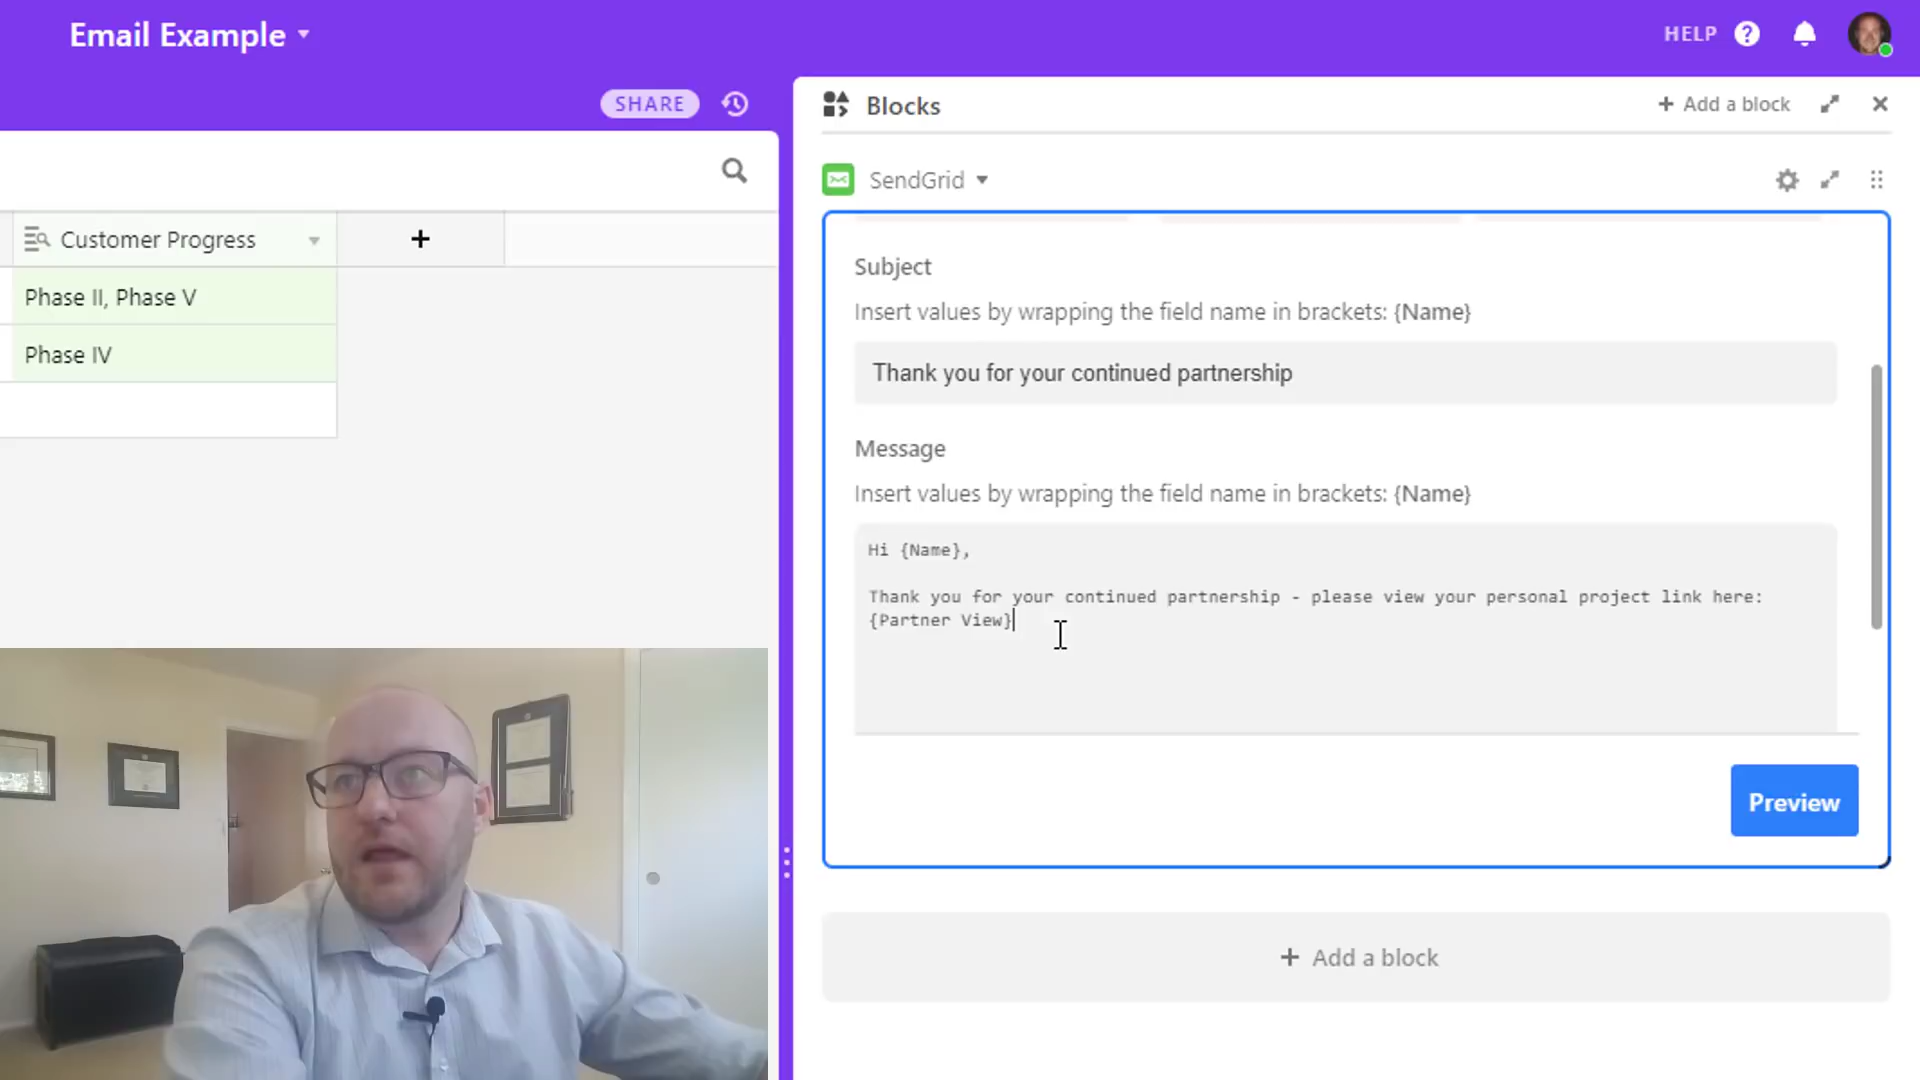 Email Example
HELP
SHARE
Blocks
+ Add a block
SendGrid
Customer Progress
+
Phase II, Phase V
Phase IV
Subject
Insert values by wrapping the field name in brackets: {Name}
Thank you for your continued partnership
Message
Insert values by wrapping the field name in brackets: {Name}
Hi {Name},
Thank you for your continued partnership - please view your personal project link here:
{Partner View}
Preview
+ Add a block